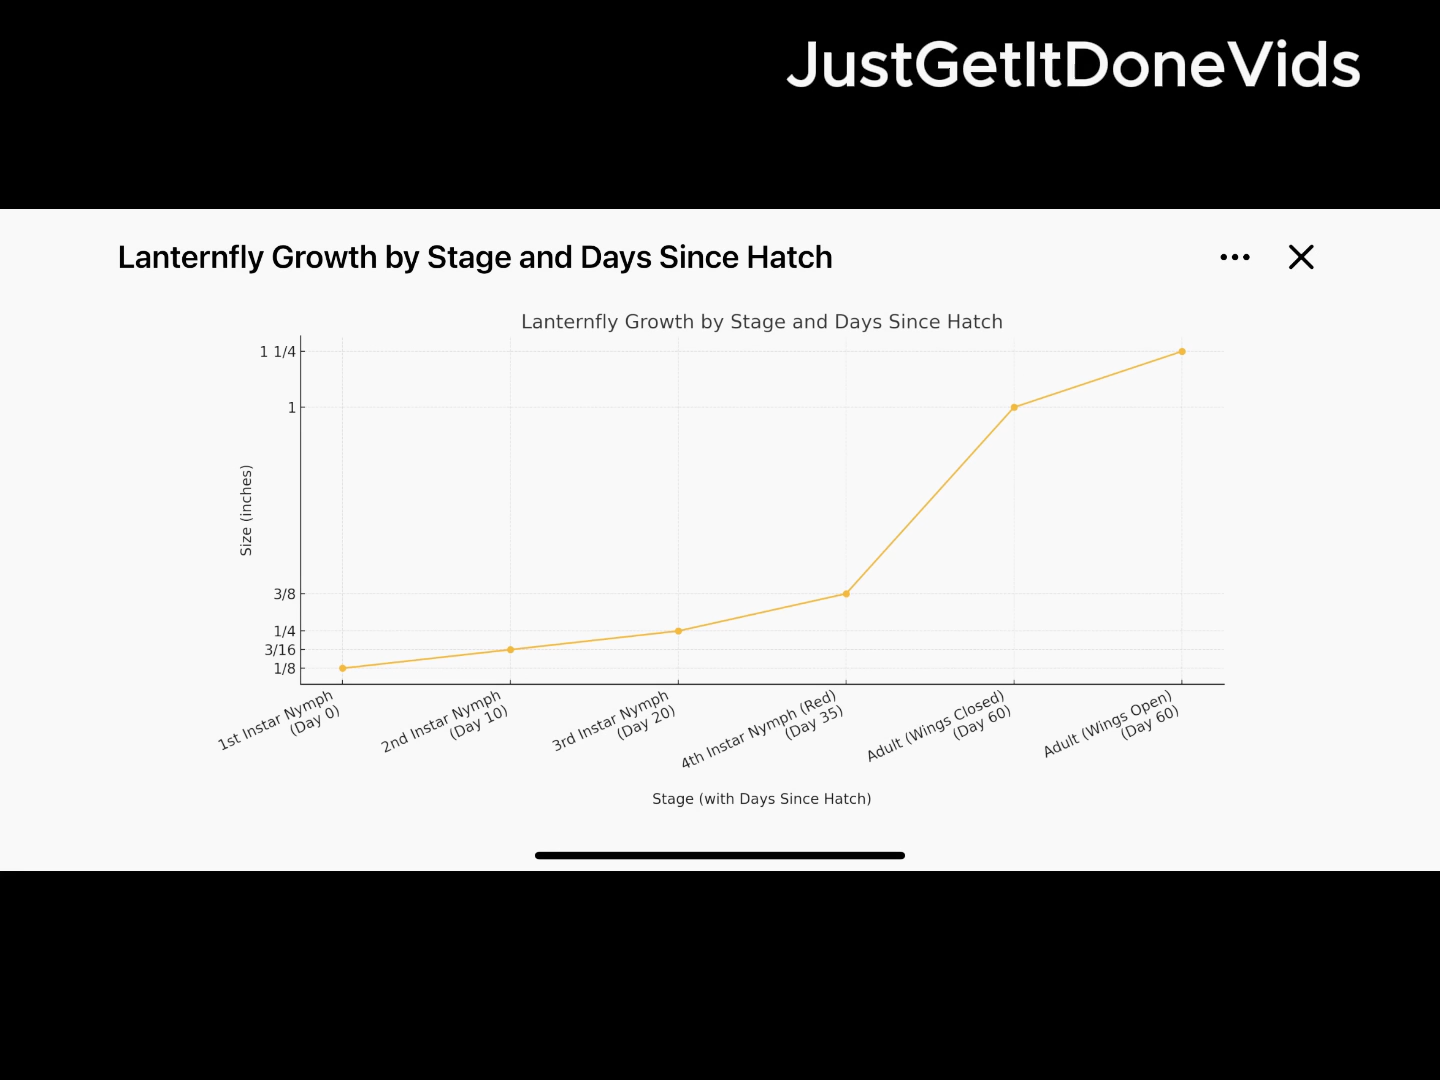 JustGetItDoneVids
Lanternfly Growth by Stage and Days Since Hatch
Lanternfly Growth by Stage and Days Since Hatch
1 1/4
1
3/8
1/4
3/16
1/8
Size (inches)
1st Instar Nymph
(Day 0)
2nd Instar Nymph
(Day 10)
3rd Instar Nymph
(Day 20)
4th Instar Nymph (Red)
(Day 35)
Adult (Wings Closed)
(Day 60)
Adult (Wings Open)
(Day 60)
Stage (with Days Since Hatch)